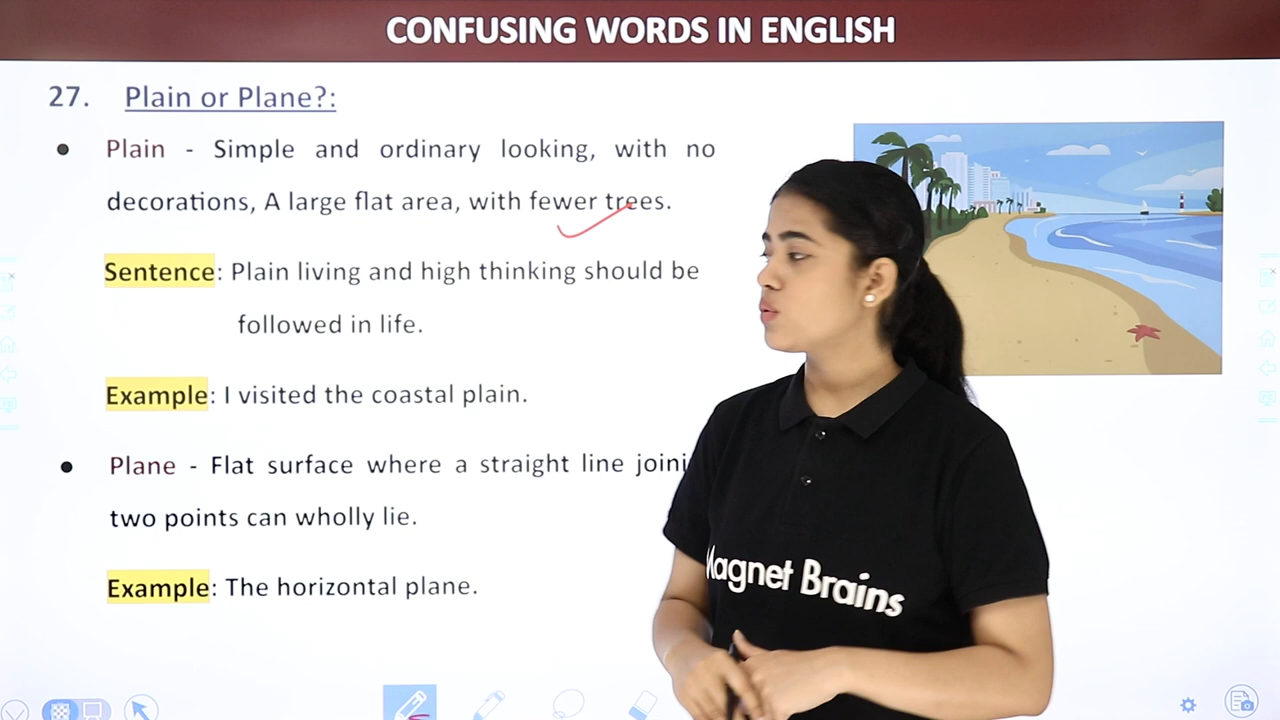 CONFUSING WORDS IN ENGLISH
27. Plain or Plane?:
● Plain - Simple and ordinary looking, with no
decorations, A large flat area, with fewer trees.
Sentence: Plain living and high thinking should be
followed in life.
Example: I visited the coastal plain.
● Plane - Flat surface where a straight line joini
two points can wholly lie.
Example: The horizontal plane.
Magnet Brains